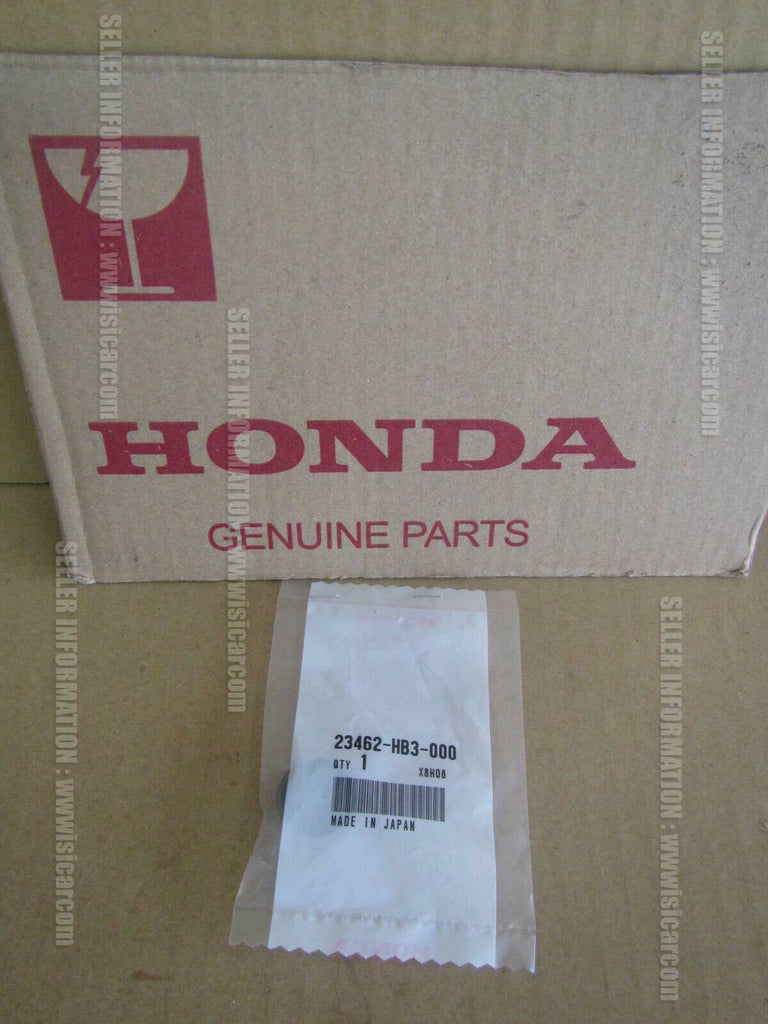 HONDA
GENUINE PARTS
23462-HB3-000
QTY 1 X8H08
MADE IN JAPAN
SELLER INFORMATION : www.isicar.com
SELLER INFORMATION : www.isicar.com
SELLER INFORMATION : www.isicar.com
SELLER INFORMATION : www.isicar.com
SELLER INFORMATION : www.isicar.com